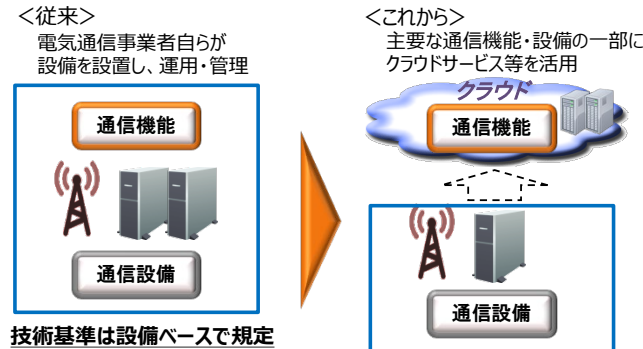 <従来>
電気通信事業者自らが
設備を設置し、運用・管理
通信機能
通信設備
技術基準は設備ベースで規定
<これから>
主要な通信機能・設備の一部に
クラウドサービス等を活用
クラウド
通信機能
通信設備